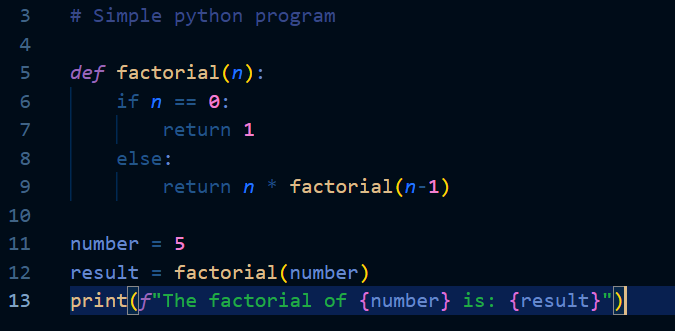 3 # Simple python program
4
5 def factorial(n):
6     if n == 0:
7         return 1
8     else:
9         return n * factorial(n-1)
10
11 number = 5
12 result = factorial(number)
13 print(f"The factorial of {number} is: {result}")